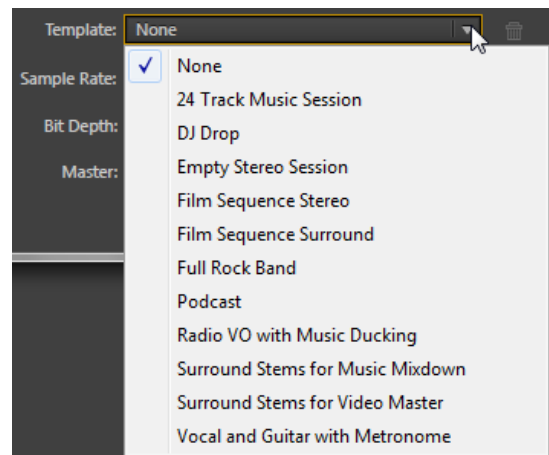 Template: None
None
Sample Rate:
24 Track Music Session
Bit Depth:
DJ Drop
Master:
Empty Stereo Session
Film Sequence Stereo
Film Sequence Surround
Full Rock Band
Podcast
Radio VO with Music Ducking
Surround Stems for Music Mixdown
Surround Stems for Video Master
Vocal and Guitar with Metronome